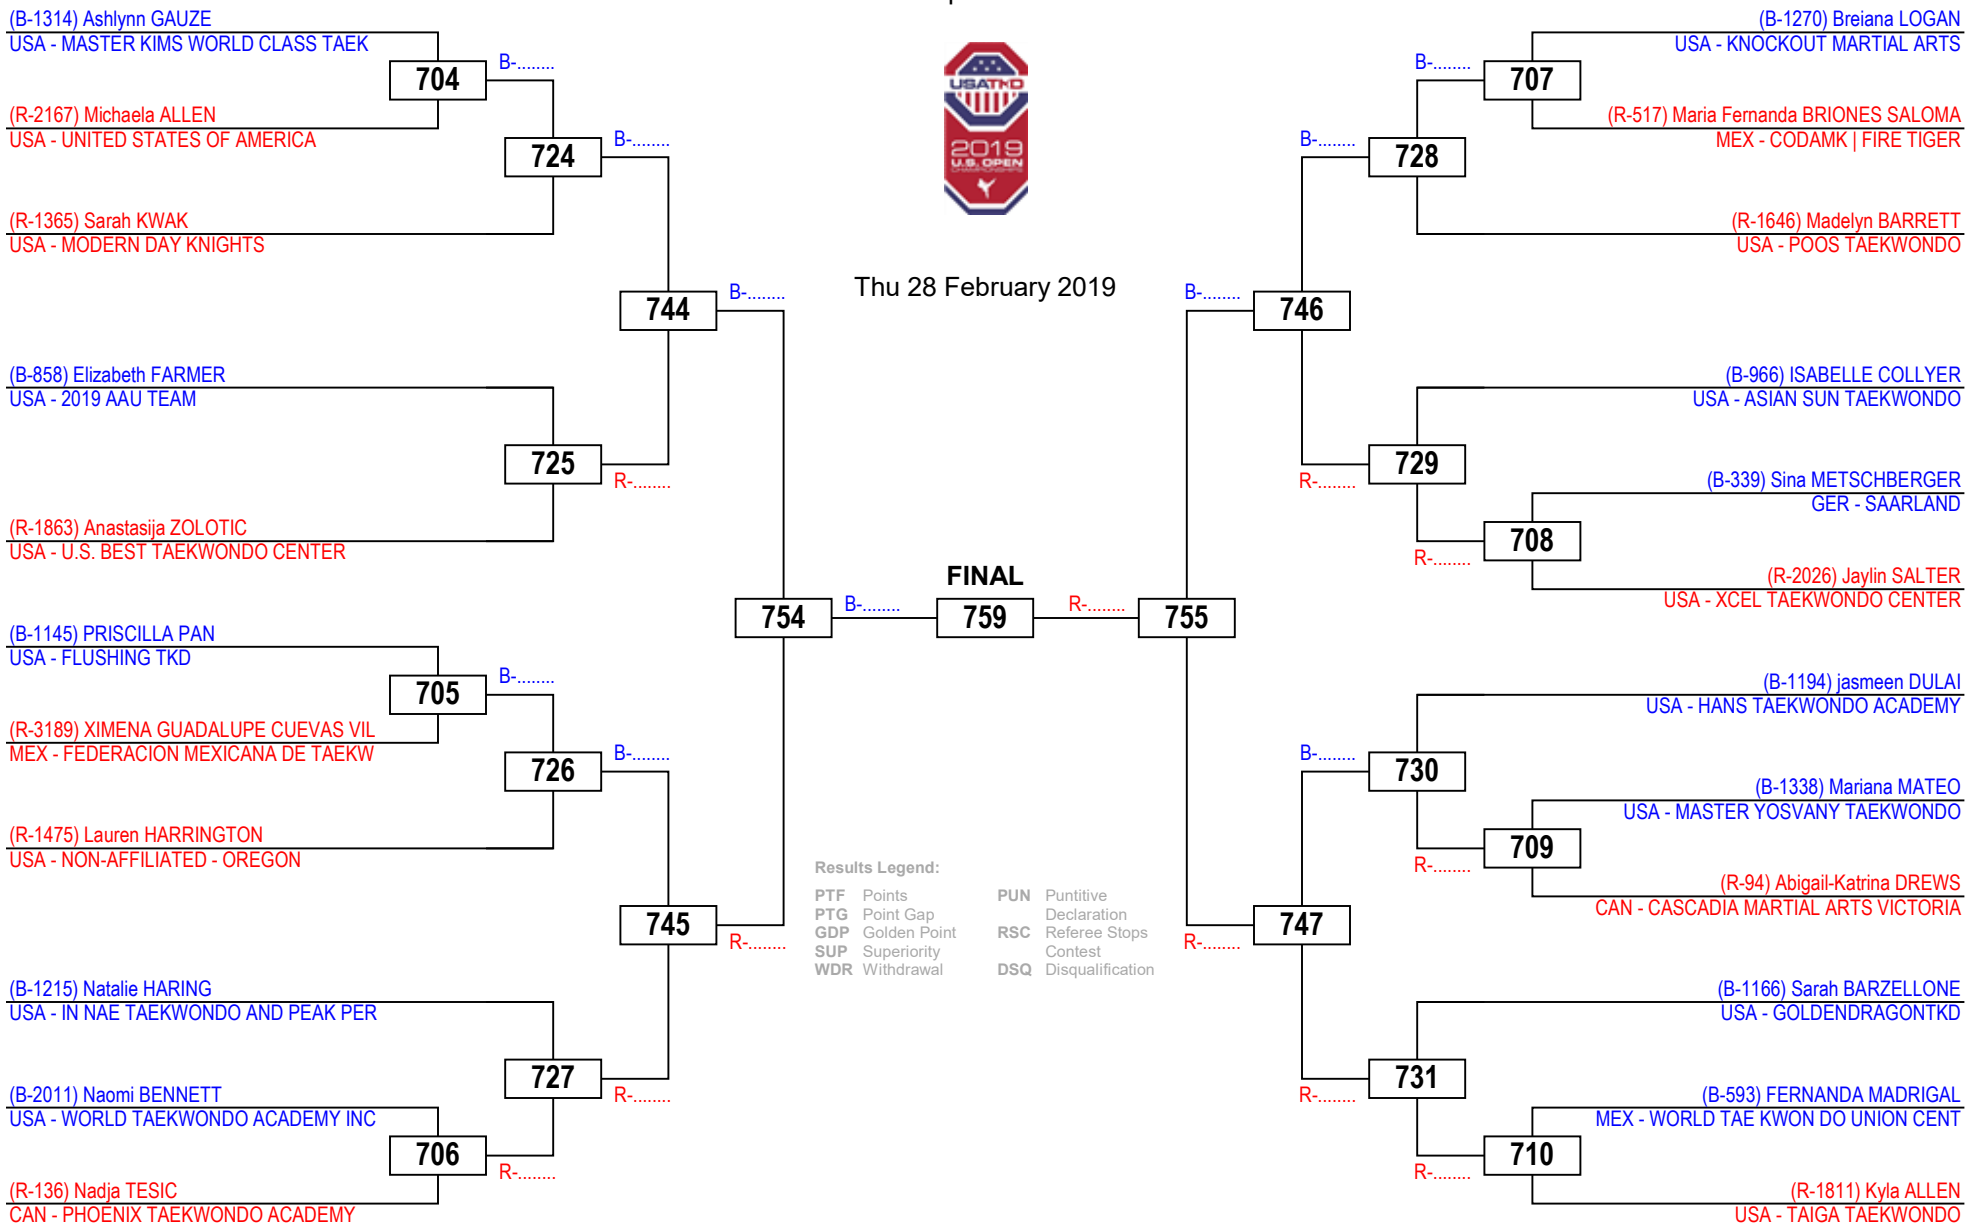 (B-1314) Ashlynn GAUZE
USA - MASTER KIMS WORLD CLASS TAEK
704
B-........
(R-2167) Michaela ALLEN
USA - UNITED STATES OF AMERICA
724
B-........
(R-1365) Sarah KWAK
USA - MODERN DAY KNIGHTS
744
B-........
(B-858) Elizabeth FARMER
USA - 2019 AAU TEAM
725
R-........
(R-1863) Anastasija ZOLOTIC
USA - U.S. BEST TAEKWONDO CENTER
754
B-........
(B-1145) PRISCILLA PAN
USA - FLUSHING TKD
705
B-........
(R-3189) XIMENA GUADALUPE CUEVAS VIL
MEX - FEDERACION MEXICANA DE TAEKW
726
B-........
(R-1475) Lauren HARRINGTON
USA - NON-AFFILIATED - OREGON
745
R-........
(B-1215) Natalie HARING
USA - IN NAE TAEKWONDO AND PEAK PER
727
R-........
(B-2011) Naomi BENNETT
USA - WORLD TAEKWONDO ACADEMY INC
706
R-........
(R-136) Nadja TESIC
CAN - PHOENIX TAEKWONDO ACADEMY
USATKD
2019
U.S. OPEN
CHAMPIONSHIPS
Thu 28 February 2019
FINAL
759
Results Legend:
PTF Points
PTG Point Gap
GDP Golden Point
SUP Superiority
WDR Withdrawal
PUN Puntitive
Declaration
RSC Referee Stops
Contest
DSQ Disqualification
(B-1270) Breiana LOGAN
USA - KNOCKOUT MARTIAL ARTS
B-........
707
(R-517) Maria Fernanda BRIONES SALOMA
MEX - CODAMK | FIRE TIGER
B-........
728
(R-1646) Madelyn BARRETT
USA - POOS TAEKWONDO
B-........
746
(B-966) ISABELLE COLLYER
USA - ASIAN SUN TAEKWONDO
729
R-........
(B-339) Sina METSCHBERGER
GER - SAARLAND
708
R-........
(R-2026) Jaylin SALTER
USA - XCEL TAEKWONDO CENTER
R-........
755
(B-1194) jasmeen DULAI
USA - HANS TAEKWONDO ACADEMY
B-........
730
(B-1338) Mariana MATEO
USA - MASTER YOSVANY TAEKWONDO
709
R-........
(R-94) Abigail-Katrina DREWS
CAN - CASCADIA MARTIAL ARTS VICTORIA
747
R-........
(B-1166) Sarah BARZELLONE
USA - GOLDENDRAGONTKD
731
R-........
(B-593) FERNANDA MADRIGAL
MEX - WORLD TAE KWON DO UNION CENT
710
R-........
(R-1811) Kyla ALLEN
USA - TAIGA TAEKWONDO